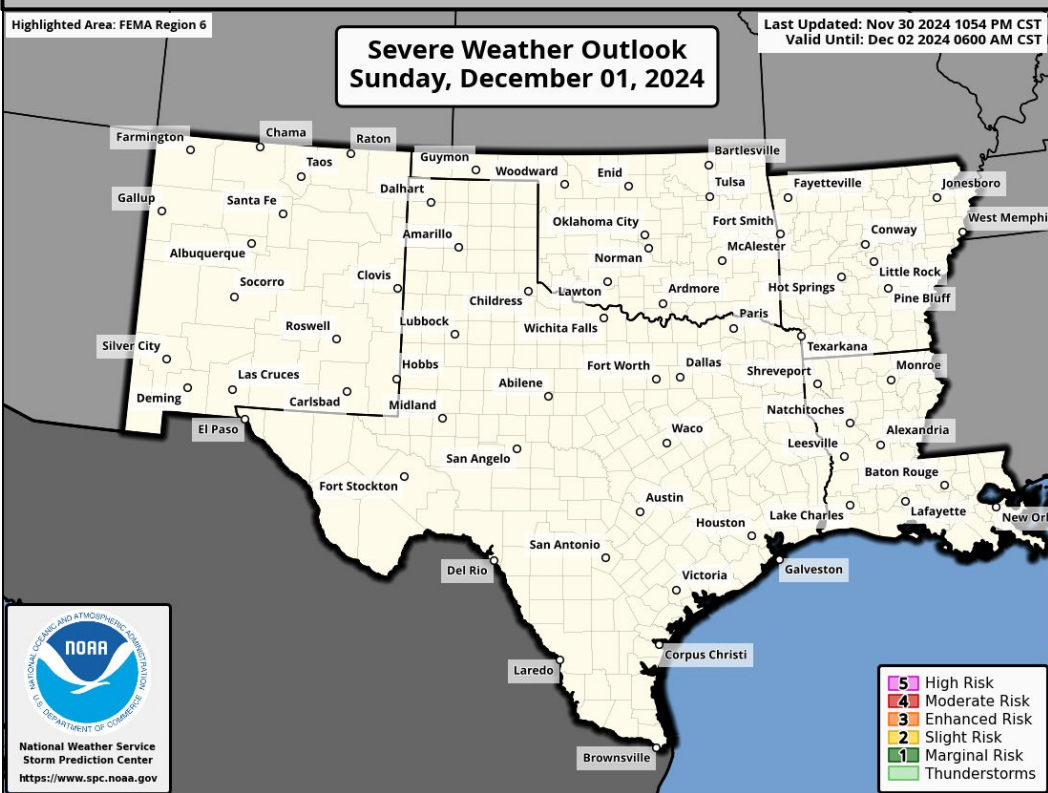 Highlighted Area: FEMA Region 6
Last Updated: Nov 30 2024 1054 PM CST
Valid Until: Dec 02 2024 0600 AM CST
Severe Weather Outlook
Sunday, December 01, 2024
Farmington
Chama
Raton
Taos
Guymon
Woodward
Enid
Bartlesville
Tulsa
Fayetteville
Jonesboro
Gallup
Santa Fe
Dalhart
Oklahoma City
Fort Smith
West Memphi
Albuquerque
Amarillo
Norman
McAlester
Conway
Socorro
Clovis
Childress
Lawton
Ardmore
Hot Springs
Little Rock
Pine Bluff
Roswell
Lubbock
Wichita Falls
Paris
Texarkana
Silver City
Las Cruces
Hobbs
Abilene
Fort Worth
Dallas
Shreveport
Monroe
Deming
Carlsbad
Midland
Natchitoches
El Paso
San Angelo
Waco
Leesville
Alexandria
Fort Stockton
Austin
Baton Rouge
Houston
Lake Charles
Lafayette
New Orl
Del Rio
San Antonio
Victoria
Galveston
Laredo
Corpus Christi
Brownsville
NATIONAL OCEANIC AND ATMOSPHERIC ADMINISTRATION
NOAA
U.S. DEPARTMENT OF COMMERCE
National Weather Service
Storm Prediction Center
https://www.spc.noaa.gov
5 High Risk
4 Moderate Risk
3 Enhanced Risk
2 Slight Risk
1 Marginal Risk
Thunderstorms